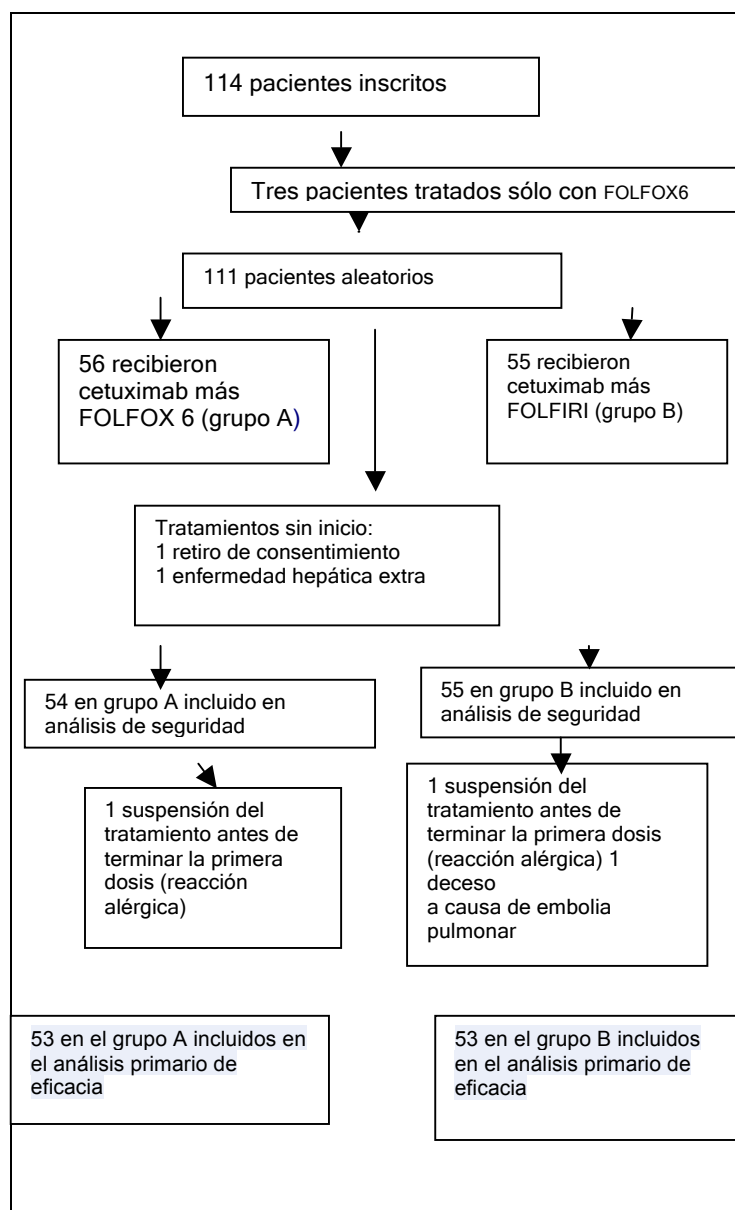 114 pacientes inscritos
Tres pacientes tratados sólo con FOLFOX6
111 pacientes aleatorios
56 recibieron
cetuximab más
FOLFOX 6 (grupo A)
55 recibieron
cetuximab más
FOLFIRI (grupo B)
Tratamientos sin inicio:
1 retiro de consentimiento
1 enfermedad hepática extra
54 en grupo A incluido en
análisis de seguridad
55 en grupo B incluido en
análisis de seguridad
1 suspensión del
tratamiento antes de
terminar la primera
dosis (reacción
alérgica)
1 suspensión del
tratamiento antes de
terminar la primera dosis
(reacción alérgica) 1
deceso
a causa de embolia
pulmonar
53 en el grupo A incluidos en
el análisis primario de
eficacia
53 en el grupo B incluidos
en el análisis primario de
eficacia